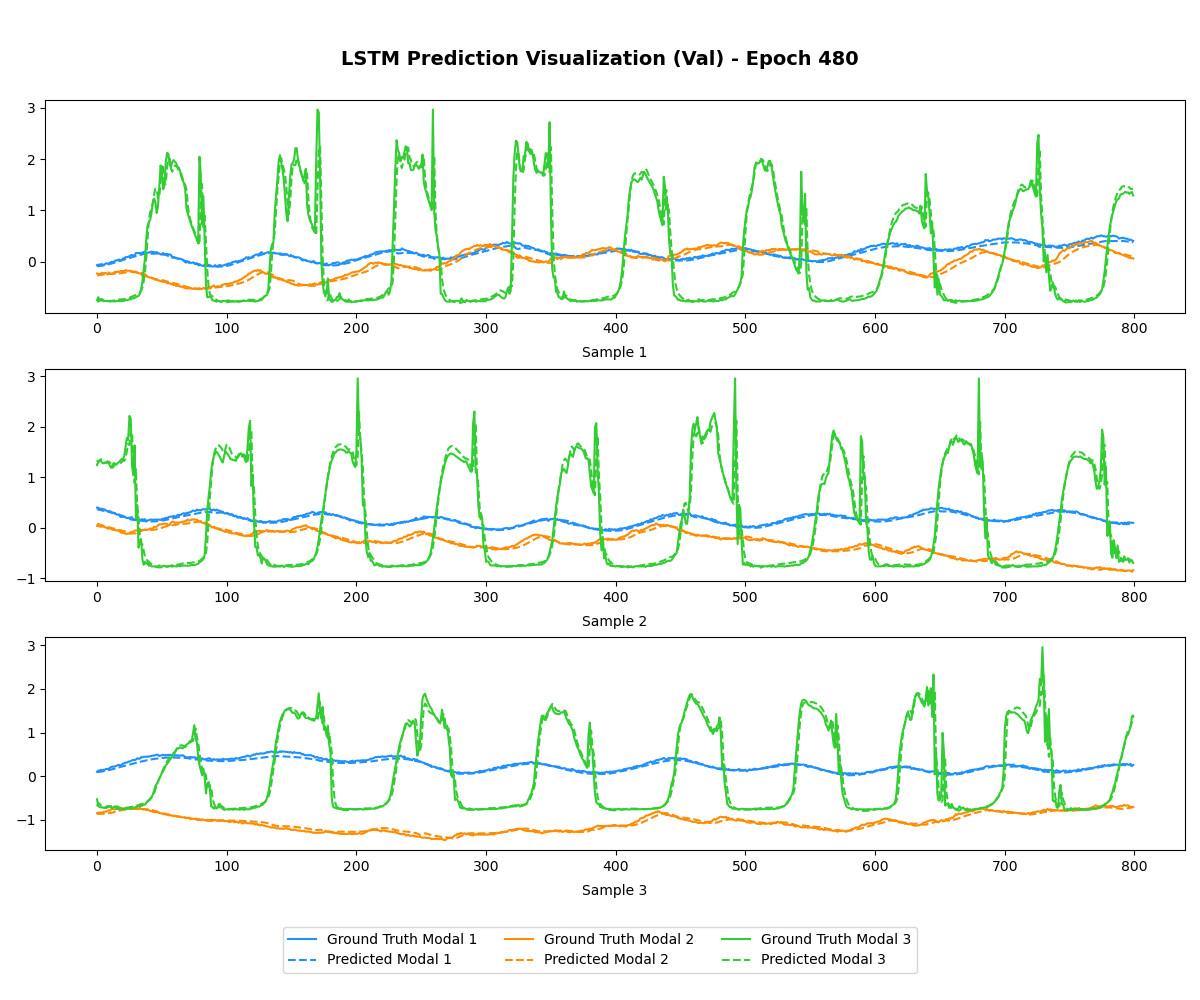 LSTM Prediction Visualization (Val) - Epoch 480
3
2
1
0
0 100 200 300 400 500 600 700 800
Sample 1
3
2
1
0
−1
0 100 200 300 400 500 600 700 800
Sample 2
3
2
1
0
−1
0 100 200 300 400 500 600 700 800
Sample 3
Ground Truth Modal 1 Ground Truth Modal 2 Ground Truth Modal 3
Predicted Modal 1 Predicted Modal 2 Predicted Modal 3